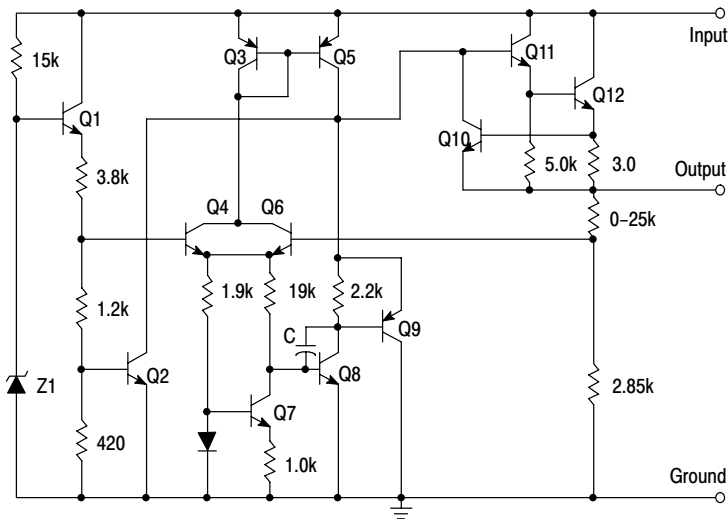 Input
15k
Q3
Q5
Q11
Q12
Q1
Q10
3.8k
5.0k
3.0
Output
Q4
Q6
0–25k
1.2k
1.9k
19k
2.2k
C
Q9
Z1
Q2
Q8
2.85k
Q7
420
1.0k
Ground